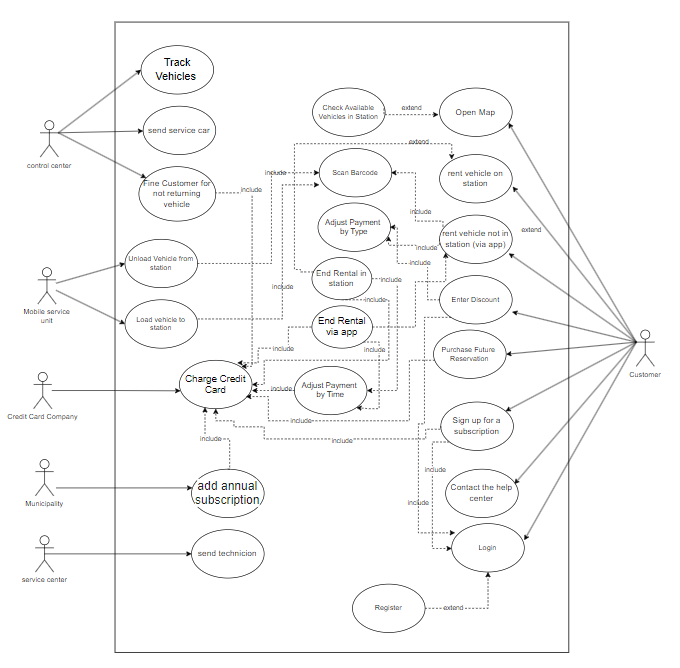 Track
Vehicles
Check Available
Vehicles in Station
extend
Open Map
send service car
control center
extend
include
Scan Barcode
rent vehicle on
station
Fine Customer for
not returning
vehicle
include
include
Adjust Payment
by Type
extend
rent vehicle not in
station (via app)
include
Unload Vehicle from
station
include
End Rental in
station
include
include
Mobile service
unit
include
Enter Discount
Load vehicle to
station
End Rental
via app
include
include
Purchase Future
Reservation
Customer
Charge Credit
Card
include
Adjust Payment
by Time
Credit Card Company
include
Sign up for a
subscription
include
include
include
add annual
subscription
Contact the help
center
Municipality
include
Login
send technicion
service center
Register
extend